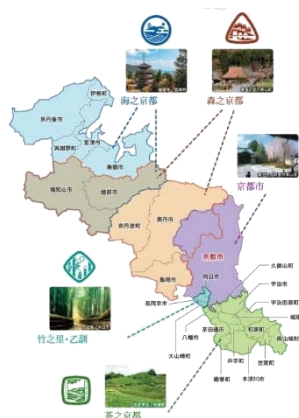 海之京都
森之京都
京都市
伊根町
京丹後市
宮津市
與謝野町
舞鶴市
福知山市
綾部市
京丹波町
南丹市
京都市
亀岡市
向日市
長岡京市
大山崎町
八幡市
京田邊市
久御山町
宇治市
宇治田原町
城陽
和束町
南山城村
笠置町
井手町
木津川市
精華町
竹之里・乙訓
茶之京都